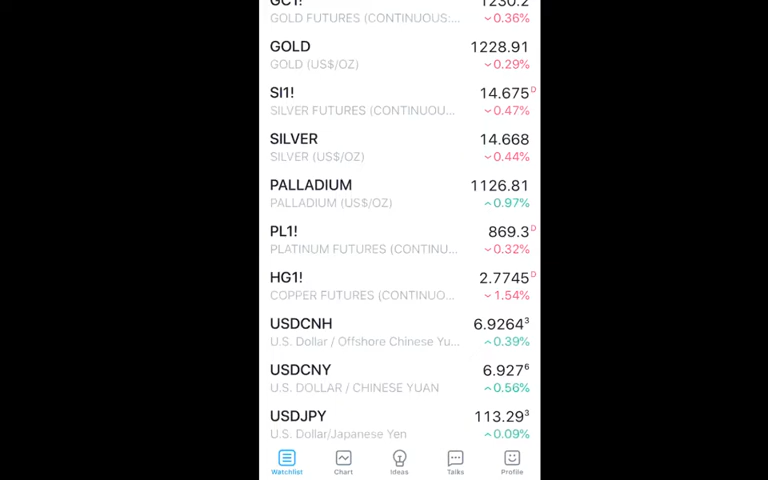 GC1! 1230.2
GOLD FUTURES (CONTINUOUS:... 0.36%
GOLD 1228.91
GOLD (US$/OZ) 0.29%
SI1! 14.675 D
SILVER FUTURES (CONTINUOU... 0.47%
SILVER 14.668
SILVER (US$/OZ) 0.44%
PALLADIUM 1126.81
PALLADIUM (US$/OZ) 0.97%
PL1! 869.3 D
PLATINUM FUTURES (CONTINU... 0.32%
HG1! 2.7745 D
COPPER FUTURES (CONTINUO... 1.54%
USDCNH 6.9264³
U.S. Dollar / Offshore Chinese Yu... 0.39%
USDCNY 6.927⁶
U.S. DOLLAR / CHINESE YUAN 0.56%
USDJPY 113.29³
U.S. Dollar/Japanese Yen 0.09%
Watchlist Chart Ideas Talks Profile